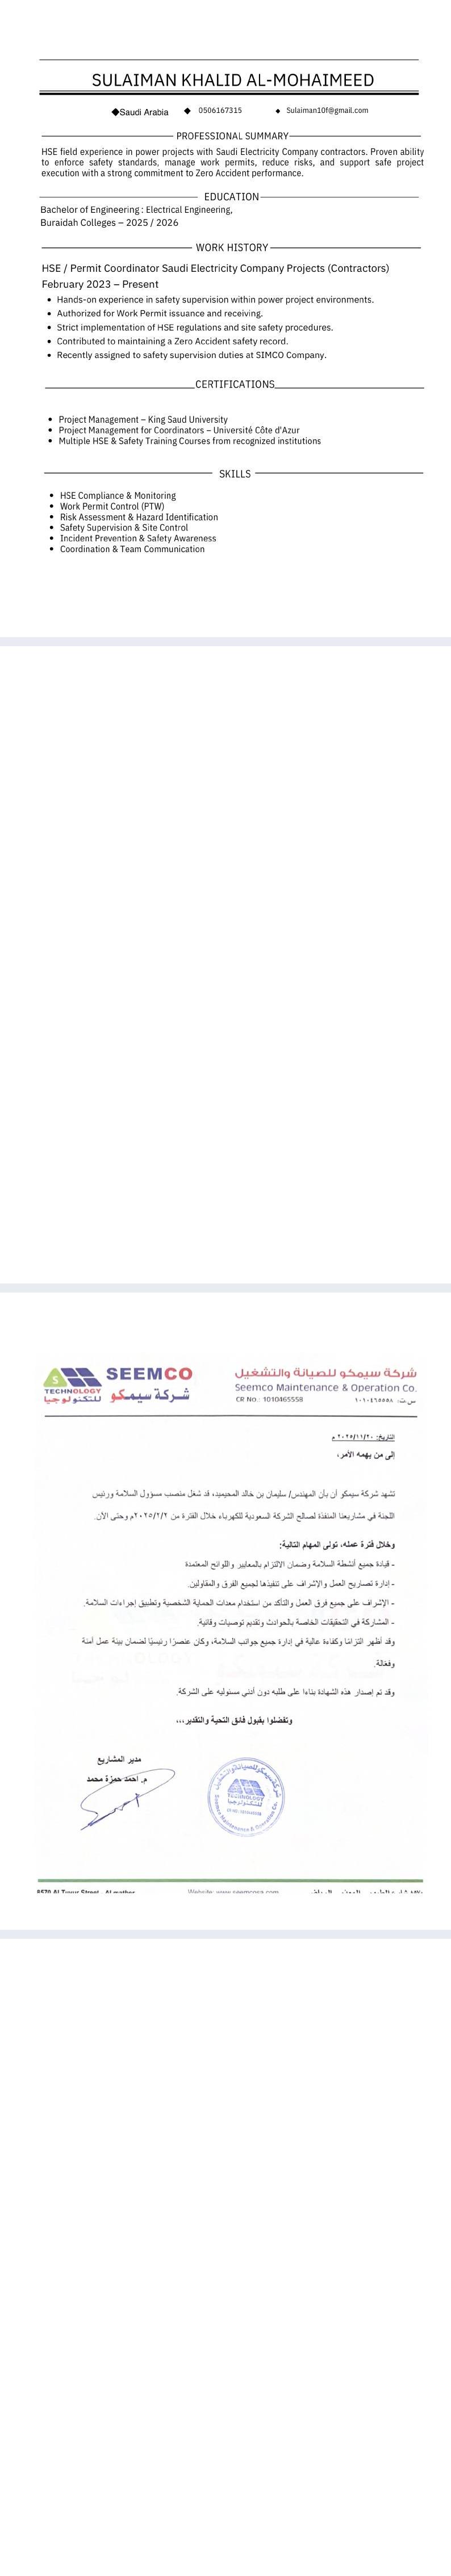 SULAIMAN KHALID AL-MOHAIMEED
◆Saudi Arabia ◆ 0506167315 ◆ Sulaiman10f@gmail.com
PROFESSIONAL SUMMARY
HSE field experience in power projects with Saudi Electricity Company contractors. Proven ability
to enforce safety standards, manage work permits, reduce risks, and support safe project
execution with a strong commitment to Zero Accident performance.
EDUCATION
Bachelor of Engineering : Electrical Engineering,
Buraidah Colleges – 2025 / 2026
WORK HISTORY
HSE / Permit Coordinator Saudi Electricity Company Projects (Contractors)
February 2023 – Present
• Hands-on experience in safety supervision within power project environments.
• Authorized for Work Permit issuance and receiving.
• Strict implementation of HSE regulations and site safety procedures.
• Contributed to maintaining a Zero Accident safety record.
• Recently assigned to safety supervision duties at SIMCO Company.
CERTIFICATIONS
• Project Management – King Saud University
• Project Management for Coordinators – Université Côte d'Azur
• Multiple HSE & Safety Training Courses from recognized institutions
SKILLS
• HSE Compliance & Monitoring
• Work Permit Control (PTW)
• Risk Assessment & Hazard Identification
• Safety Supervision & Site Control
• Incident Prevention & Safety Awareness
• Coordination & Team Communication
SEEMCO
TECHNOLOGY
شركة سيمكو
للتكنولوجيا
شركة سيمكو للصيانة والتشغيل
Seemco Maintenance & Operation Co.
CR No.: 1010465558
س ت: ١٠١٠٤٦٥٥٥٨
التاريخ: ٢٠٢٥/١١/٢٠ م
إلى من يهمه الأمر،
تشهد شركة سيمكو أن بأن المهندس/ سليمان بن خالد المحيميد، قد شغل منصب مسؤول السلامة ورئيس
اللجنة في مشاريعنا المنفذة لصالح الشركة السعودية للكهرباء خلال الفترة من ٢٠٢٥/٢/٢م وحتى الآن.
وخلال فترة عمله، تولى المهام التالية:
- قيادة جميع أنشطة السلامة وضمان الالتزام بالمعايير واللوائح المعتمدة
- إدارة تصاريح العمل والإشراف على تنفيذها لجميع الفرق والمقاولين.
- الإشراف على جميع فرق العمل والتأكد من استخدام معدات الحماية الشخصية وتطبيق إجراءات السلامة.
- المشاركة في التحقيقات الخاصة بالحوادث وتقديم توصيات وقائية.
وقد أظهر التزامًا وكفاءة عالية في إدارة جميع جوانب السلامة، وكان عنصرًا رئيسيًا لضمان بيئة عمل آمنة
وفعالة.
وقد تم إصدار هذه الشهادة بناءا على طلبه دون أدنى مسئوليه على الشركة.
وتفضلوا بقبول فائق التحية والتقدير،،،
مدير المشاريع
م. احمد حمزة محمد
TECHNOLOGY
Seemco Maintenance & Operation Co.
Website: www.seemcosa.com